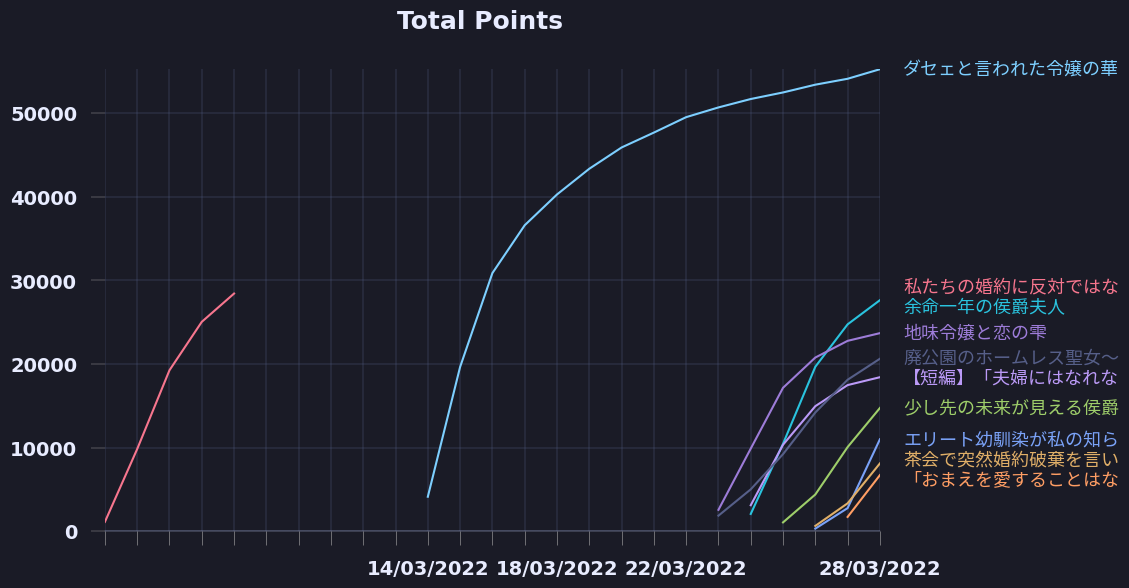 Total Points
50000
40000
30000
20000
10000
0
14/03/2022
18/03/2022
22/03/2022
28/03/2022
ダセェと言われた令嬢の華
私たちの婚約に反対ではな
余命一年の侯爵夫人
地味令嬢と恋の雫
廃公園のホームレス聖女〜
【短編】「夫婦にはなれな
少し先の未来が見える侯爵
エリート幼馴染が私の知ら
茶会で突然婚約破棄を言い
「おまえを愛することはな